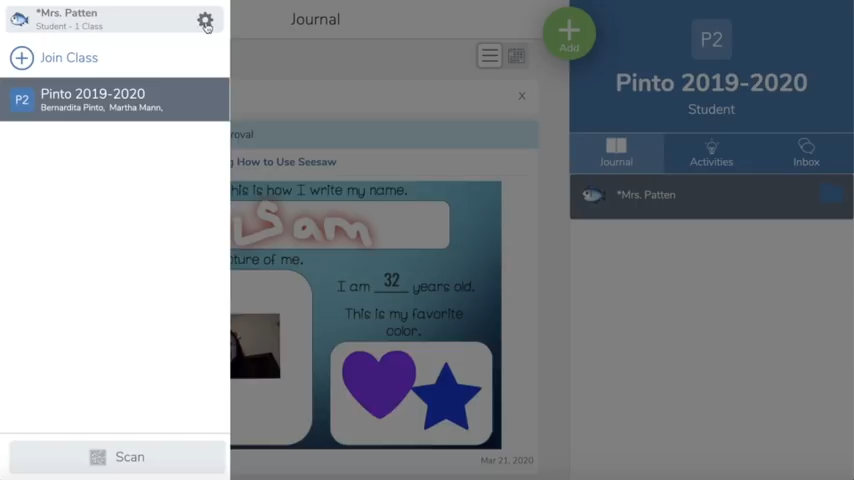 *Mrs. Patten
Student - 1 Class
Join Class
P2
Pinto 2019-2020
Bernardita Pinto, Martha Mann,
Scan
Journal
X
roval
g How to Use Seesaw
his is how I write my name.
Sam
ture of me.
I am 32 years old.
This is my favorite
color.
Mar 21, 2020
Add
P2
Pinto 2019-2020
Student
Journal
Activities
Inbox
*Mrs. Patten